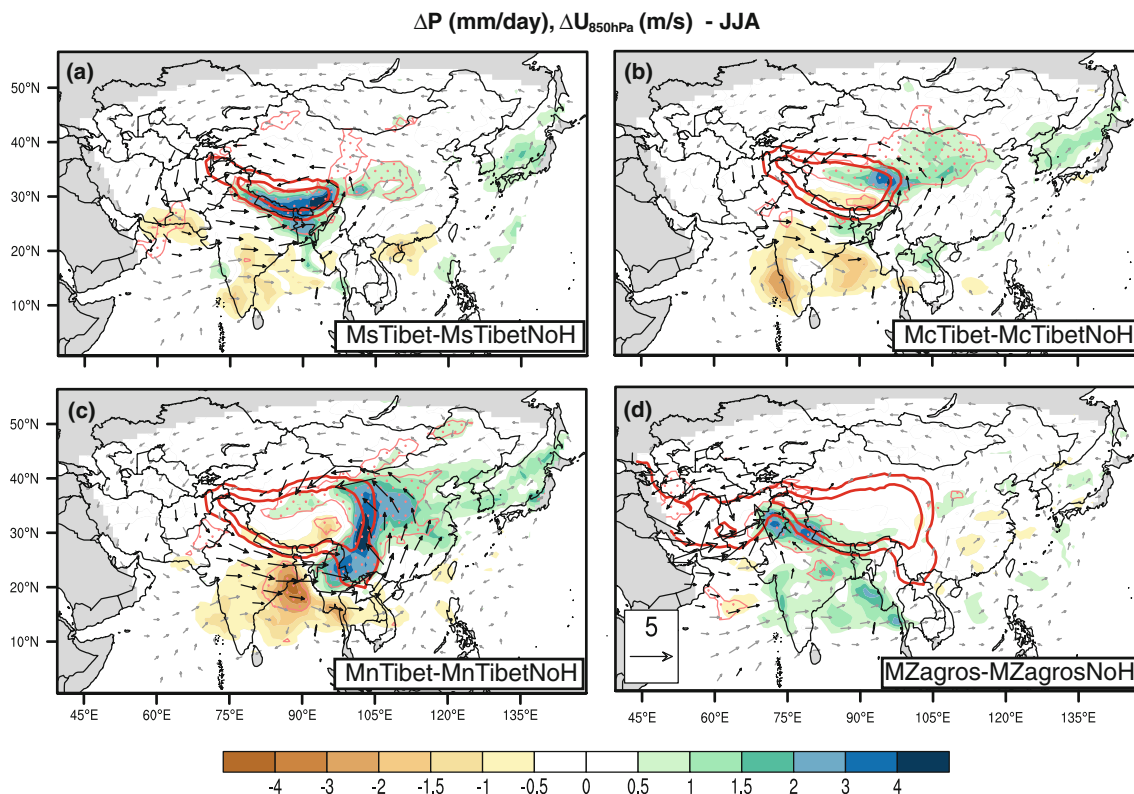 ΔP (mm/day), ΔU850hPa (m/s) - JJA
(a)
(b)
50°N
40°N
30°N
20°N
10°N
MsTibet-MsTibetNoH
McTibet-McTibetNoH
(c)
(d)
50°N
40°N
30°N
20°N
10°N
5
MnTibet-MnTibetNoH
MZagros-MZagrosNoH
45°E 60°E 75°E 90°E 105°E 120°E 135°E 45°E 60°E 75°E 90°E 105°E 120°E 135°E
-4 -3 -2 -1.5 -1 -0.5 0 0.5 1 1.5 2 3 4